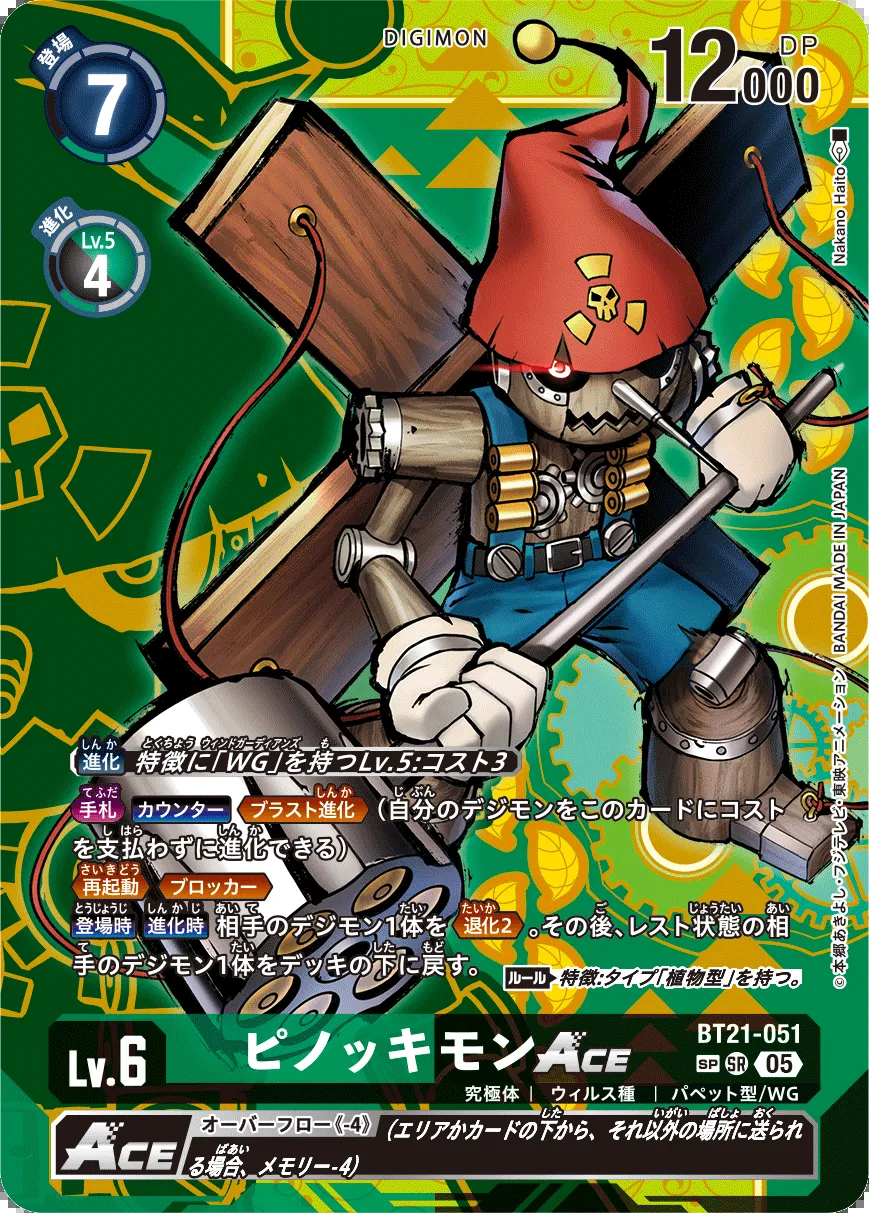 DIGIMON
登場
7
12000
DP
進化
Lv.5
4
Nakano Haito
©本郷あきよし・フジテレビ・東映アニメーション BANDAI MADE IN JAPAN
進化 特徴に「WG」を持つLv.5:コスト3
手札 カウンター ブラスト進化 (自分のデジモンをこのカードにコスト
を支払わずに進化できる)
再起動 ブロッカー
登場時 進化時 相手のデジモン1体を 退化2 。その後、レスト状態の相
手のデジモン1体をデッキの下に戻す。
ルール 特徴:タイプ「植物型」を持つ。
BT21-051
Lv.6 ピノッキモンACE
SP SR 05
究極体 | ウィルス種 | パペット型/WG
ACE オーバーフロー《-4》 (エリアかカードの下から、それ以外の場所に送られ
る場合、メモリー-4)